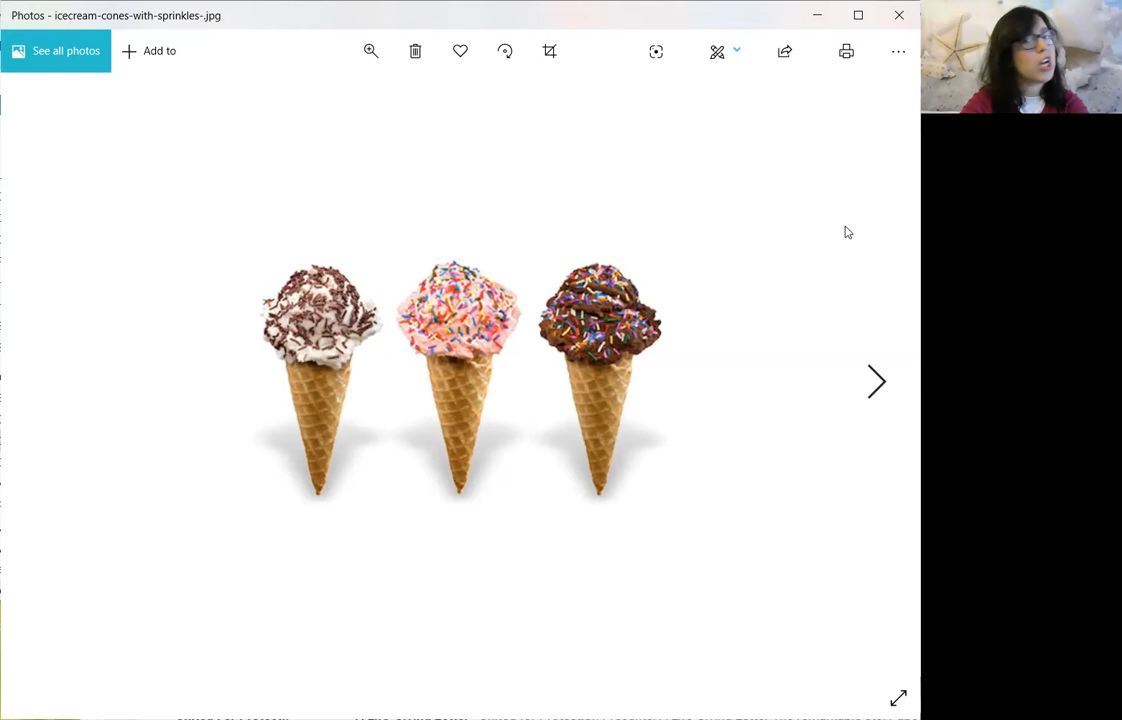 Photos - icecream-cones-with-sprinkles-.jpg
See all photos
Add to